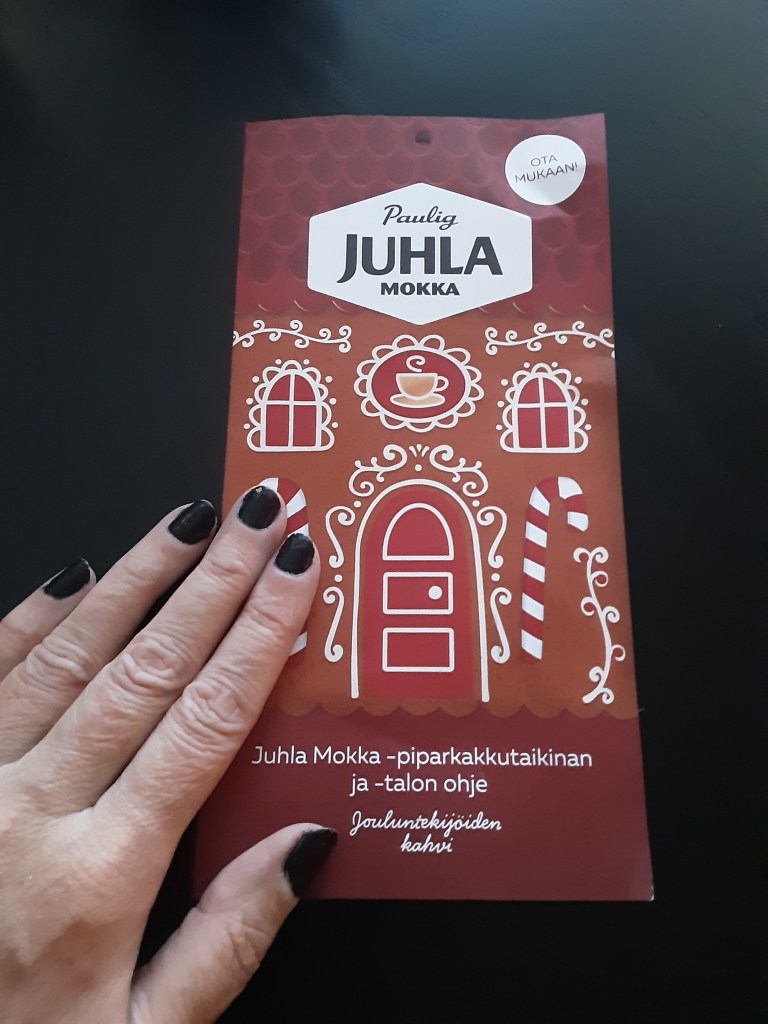 OTA
MUKAAN!
Paulig
JUHLA
MOKKA
Juhla Mokka -piparkakkutaikinan
ja -talon ohje
Jouluntekijöiden
kahvi